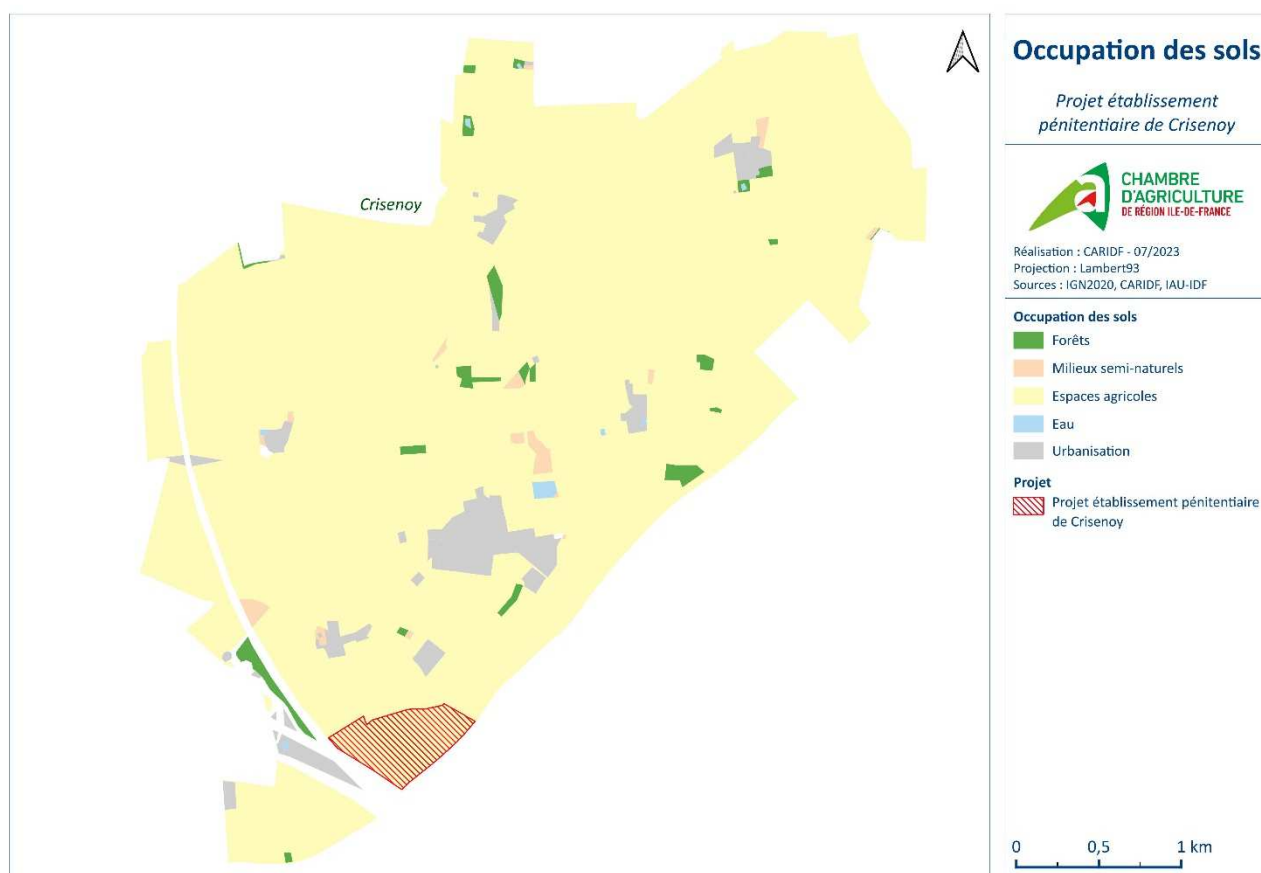 Crisenoy
Occupation des sols
Projet établissement
pénitentiaire de Crisenoy
CHAMBRE
D'AGRICULTURE
DE RÉGION ILE-DE-FRANCE
Réalisation : CARIDF - 07/2023
Projection : Lambert93
Sources : IGN2020, CARIDF, IAU-IDF
Occupation des sols
Forêts
Milieux semi-naturels
Espaces agricoles
Eau
Urbanisation
Projet
Projet établissement pénitentiaire
de Crisenoy
0 0,5 1 km